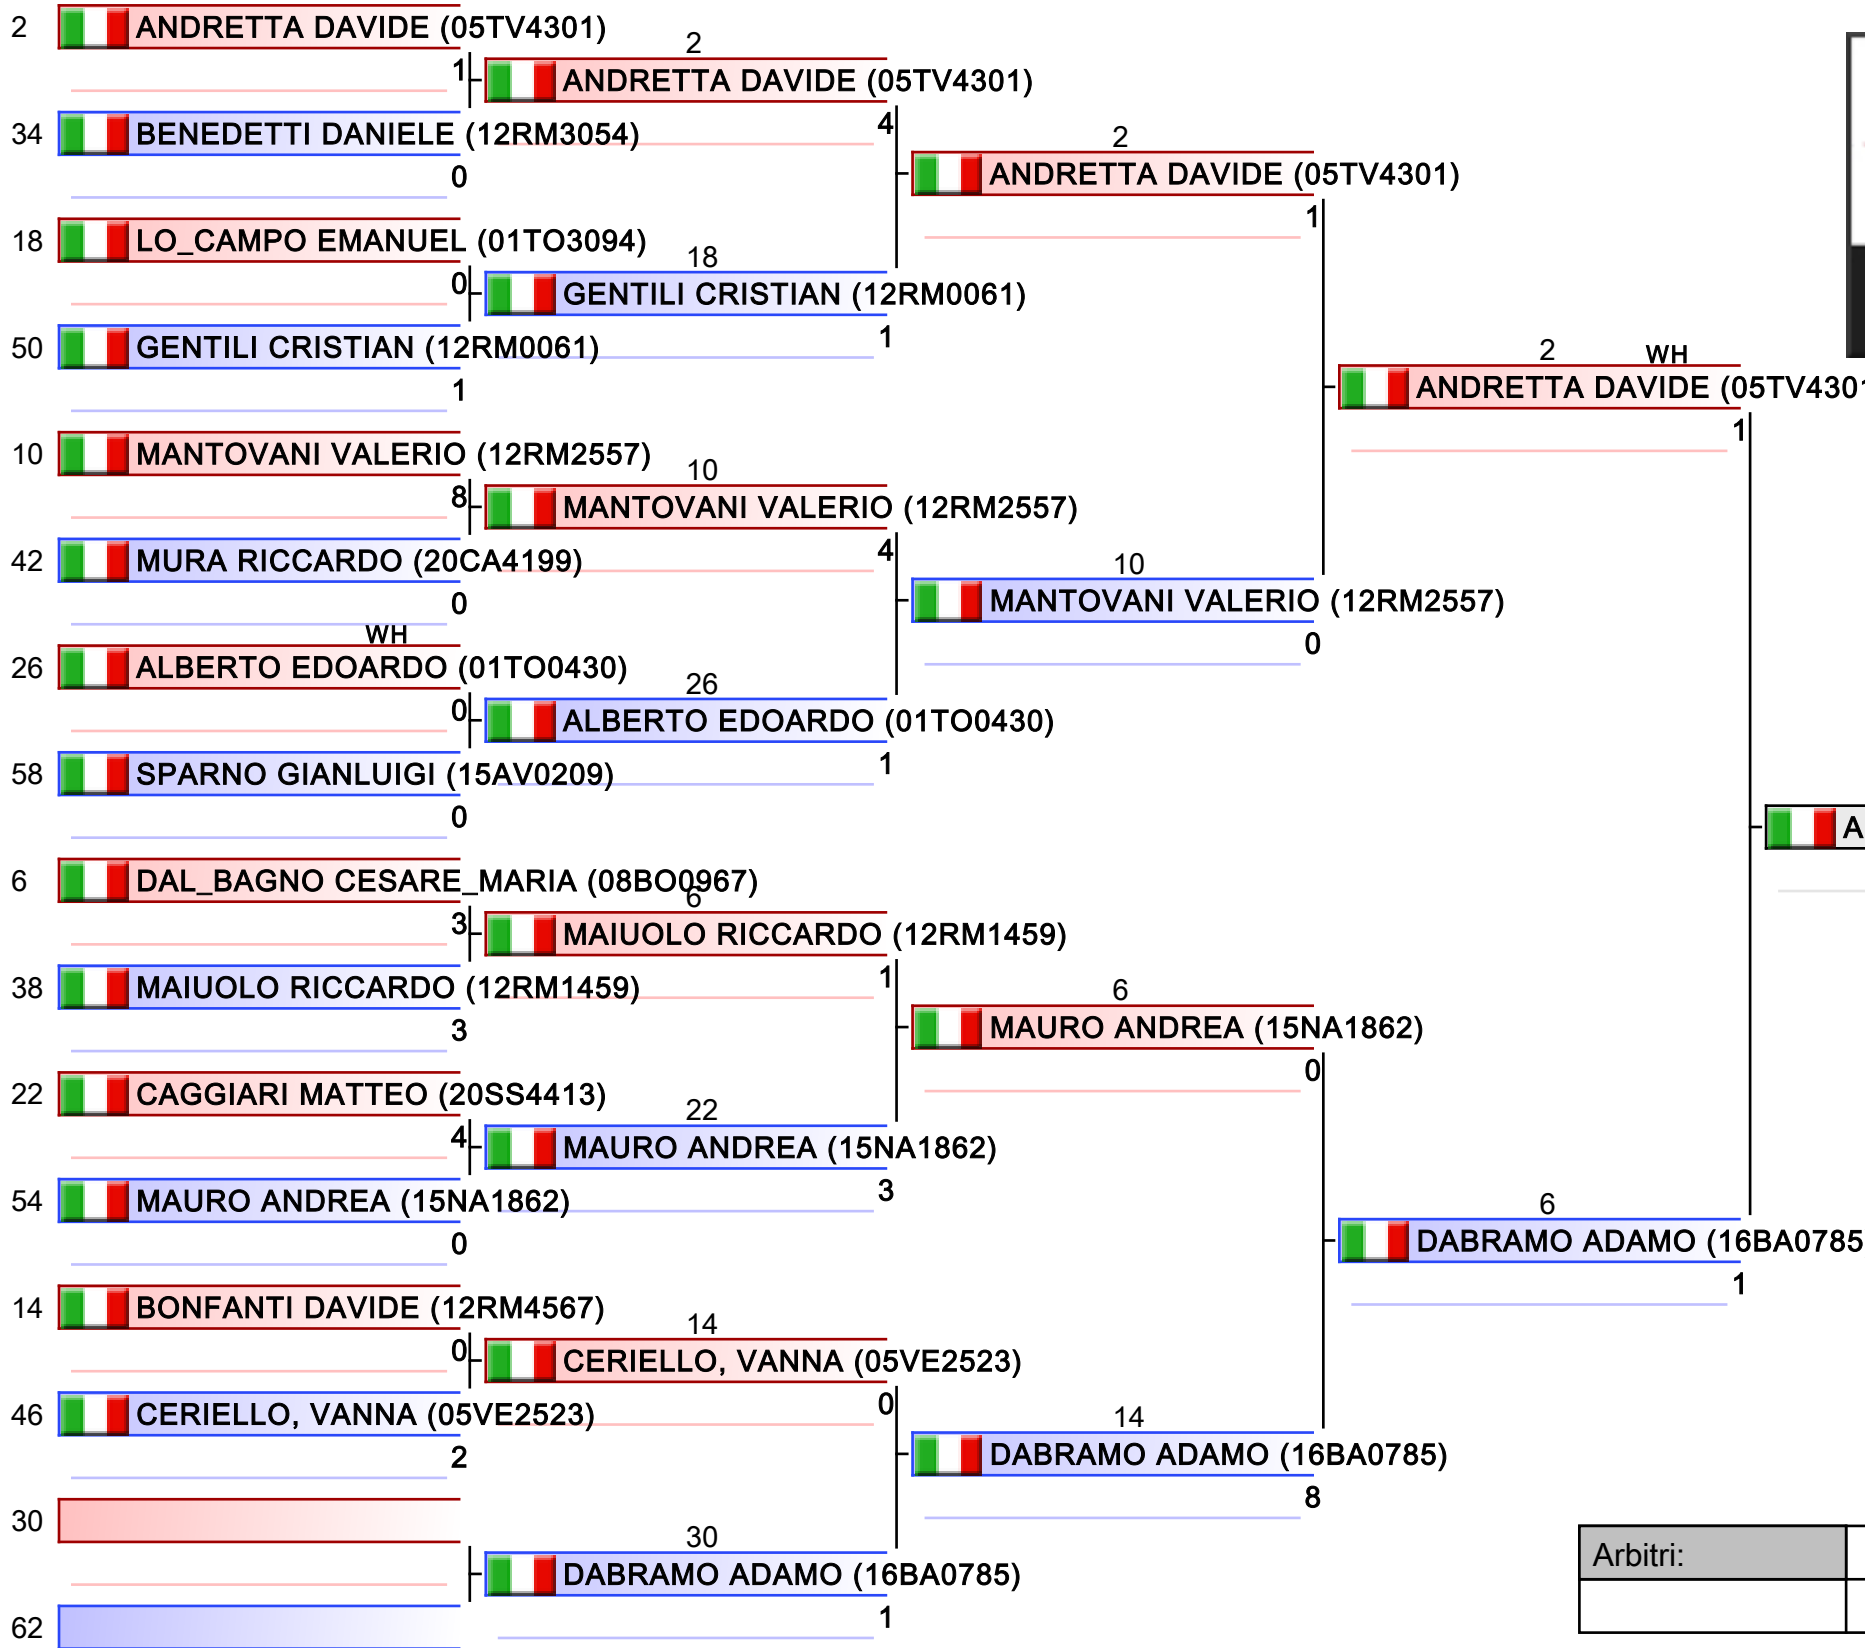 2 ANDRETTA DAVIDE (05TV4301)
1
34 BENEDETTI DANIELE (12RM3054)
0
18 LO_CAMPO EMANUEL (01TO3094)
0
50 GENTILI CRISTIAN (12RM0061)
1
10 MANTOVANI VALERIO (12RM2557)
8
42 MURA RICCARDO (20CA4199)
0
WH
26 ALBERTO EDOARDO (01TO0430)
0
58 SPARNO GIANLUIGI (15AV0209)
0
6 DAL_BAGNO CESARE_MARIA (08BO0967)
3
38 MAIUOLO RICCARDO (12RM1459)
3
22 CAGGIARI MATTEO (20SS4413)
4
54 MAURO ANDREA (15NA1862)
0
14 BONFANTI DAVIDE (12RM4567)
0
46 CERIELLO, VANNA (05VE2523)
2
30
62
2
ANDRETTA DAVIDE (05TV4301)
4
18
GENTILI CRISTIAN (12RM0061)
1
10
MANTOVANI VALERIO (12RM2557)
4
26
ALBERTO EDOARDO (01TO0430)
1
6
MAIUOLO RICCARDO (12RM1459)
1
22
MAURO ANDREA (15NA1862)
3
14
CERIELLO, VANNA (05VE2523)
0
30
DABRAMO ADAMO (16BA0785)
1
2
ANDRETTA DAVIDE (05TV4301)
1
10
MANTOVANI VALERIO (12RM2557)
0
6
MAURO ANDREA (15NA1862)
0
14
DABRAMO ADAMO (16BA0785)
8
2 WH
ANDRETTA DAVIDE (05TV430
1
6
DABRAMO ADAMO (16BA0785
1
A
Arbitri: